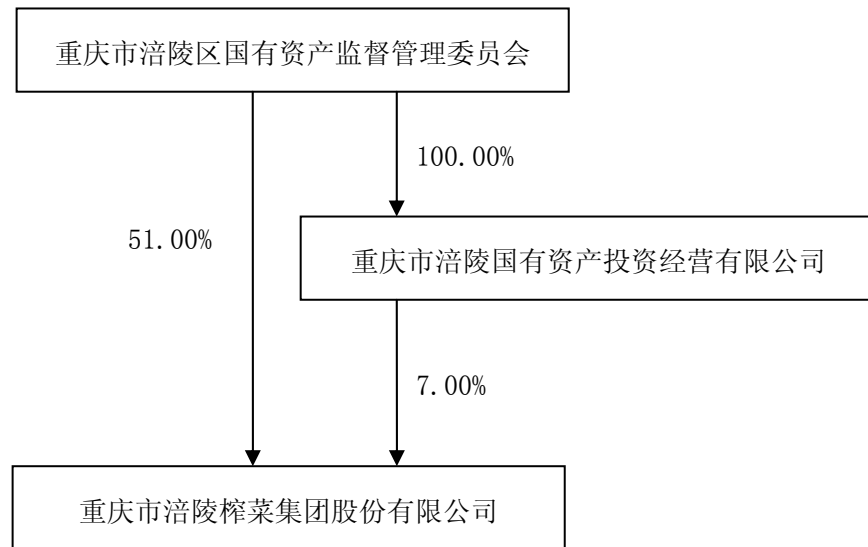 重庆市涪陵区国有资产监督管理委员会
100.00%
51.00%
重庆市涪陵国有资产投资经营有限公司
7.00%
重庆市涪陵榨菜集团股份有限公司